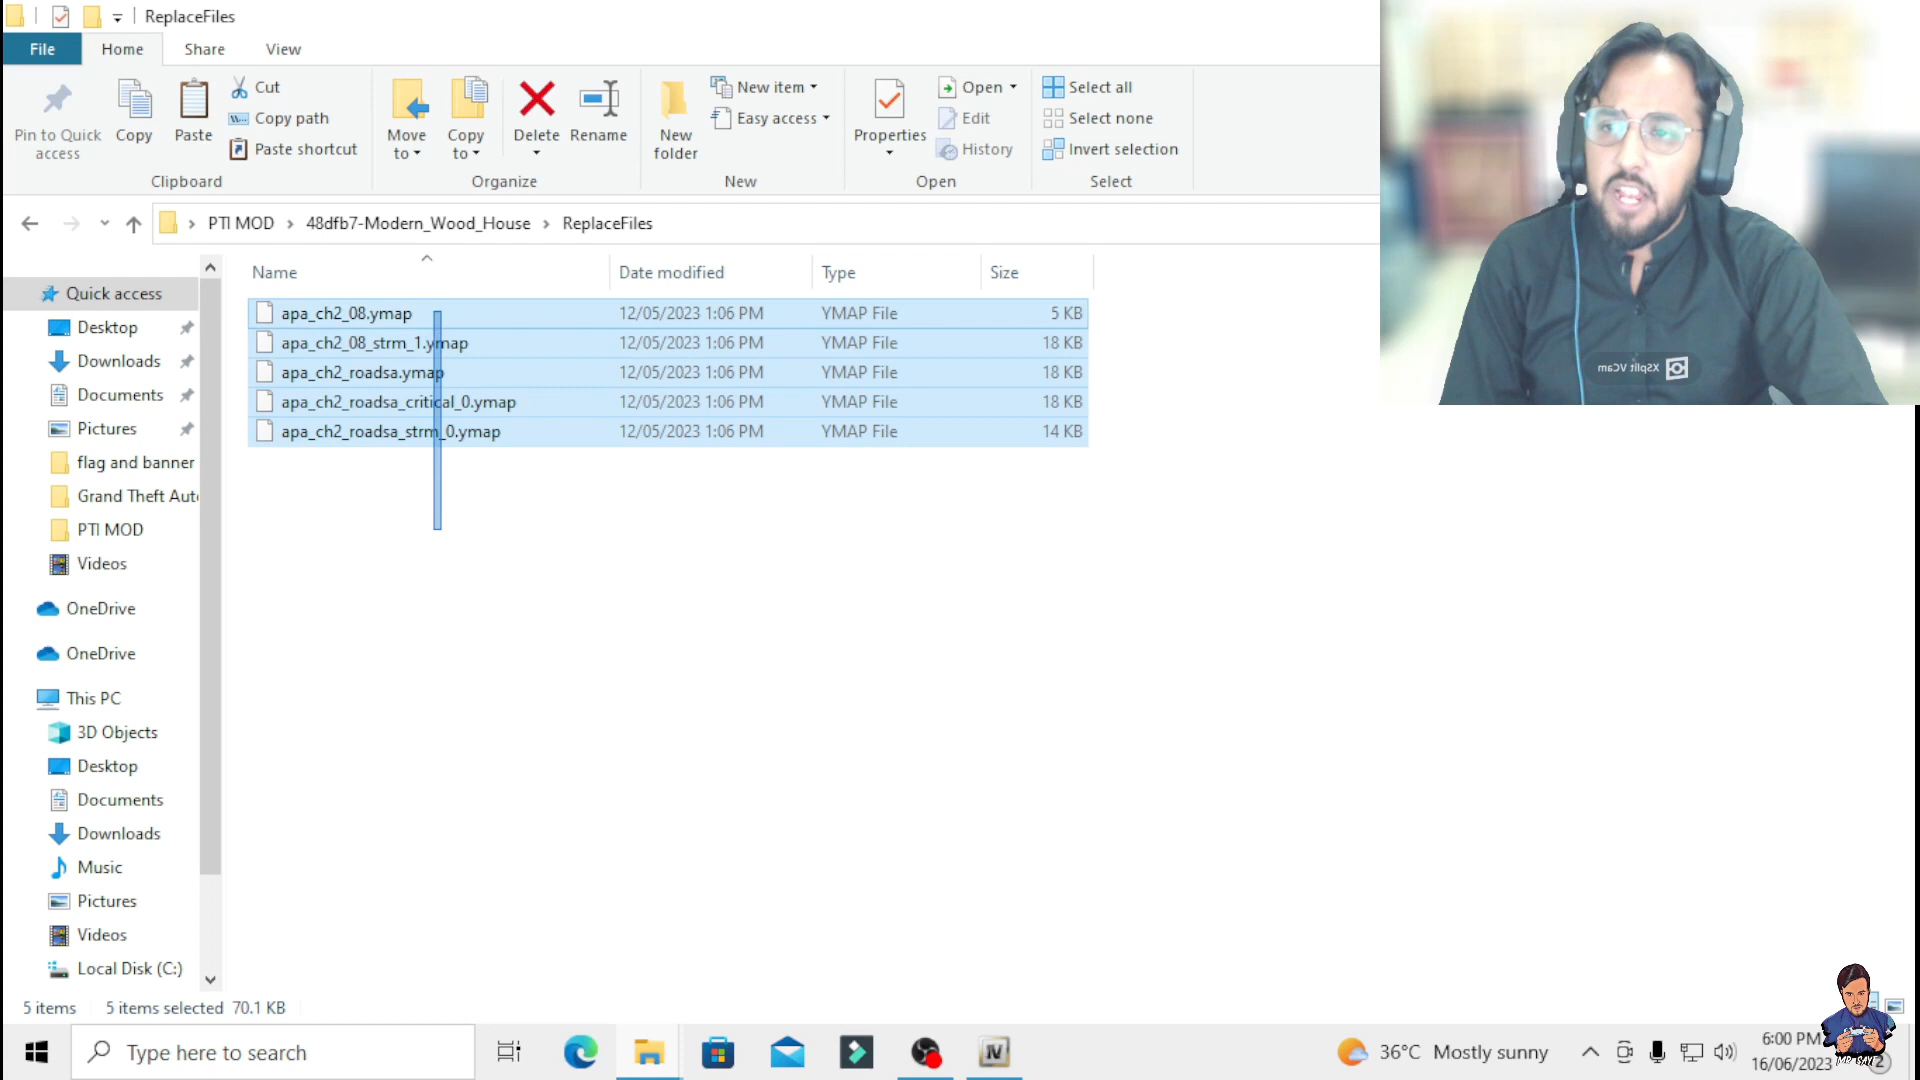 ReplaceFiles
File
Home
Share
View
Pin to Quick access
Copy
Paste
Cut
Copy path
Paste shortcut
Clipboard
Move to
Copy to
Delete
Rename
Organize
New folder
New item
Easy access
New
Properties
Open
Edit
History
Open
Select all
Select none
Invert selection
Select
PTI MOD > 48dfb7-Modern_Wood_House > ReplaceFiles
Name Date modified Type Size
apa_ch2_08.ymap 12/05/2023 1:06 PM YMAP File 5 KB
apa_ch2_08_strm_1.ymap 12/05/2023 1:06 PM YMAP File 18 KB
apa_ch2_roadsa.ymap 12/05/2023 1:06 PM YMAP File 18 KB
apa_ch2_roadsa_critical_0.ymap 12/05/2023 1:06 PM YMAP File 18 KB
apa_ch2_roadsa_strm_0.ymap 12/05/2023 1:06 PM YMAP File 14 KB
Quick access
Desktop
Downloads
Documents
Pictures
flag and banner
Grand Theft Aut
PTI MOD
Videos
OneDrive
OneDrive
This PC
3D Objects
Desktop
Documents
Downloads
Music
Pictures
Videos
Local Disk (C:)
XSplit VCam
5 items 5 items selected 70.1 KB
Type here to search
36°C Mostly sunny
6:00 PM
16/06/2023
2